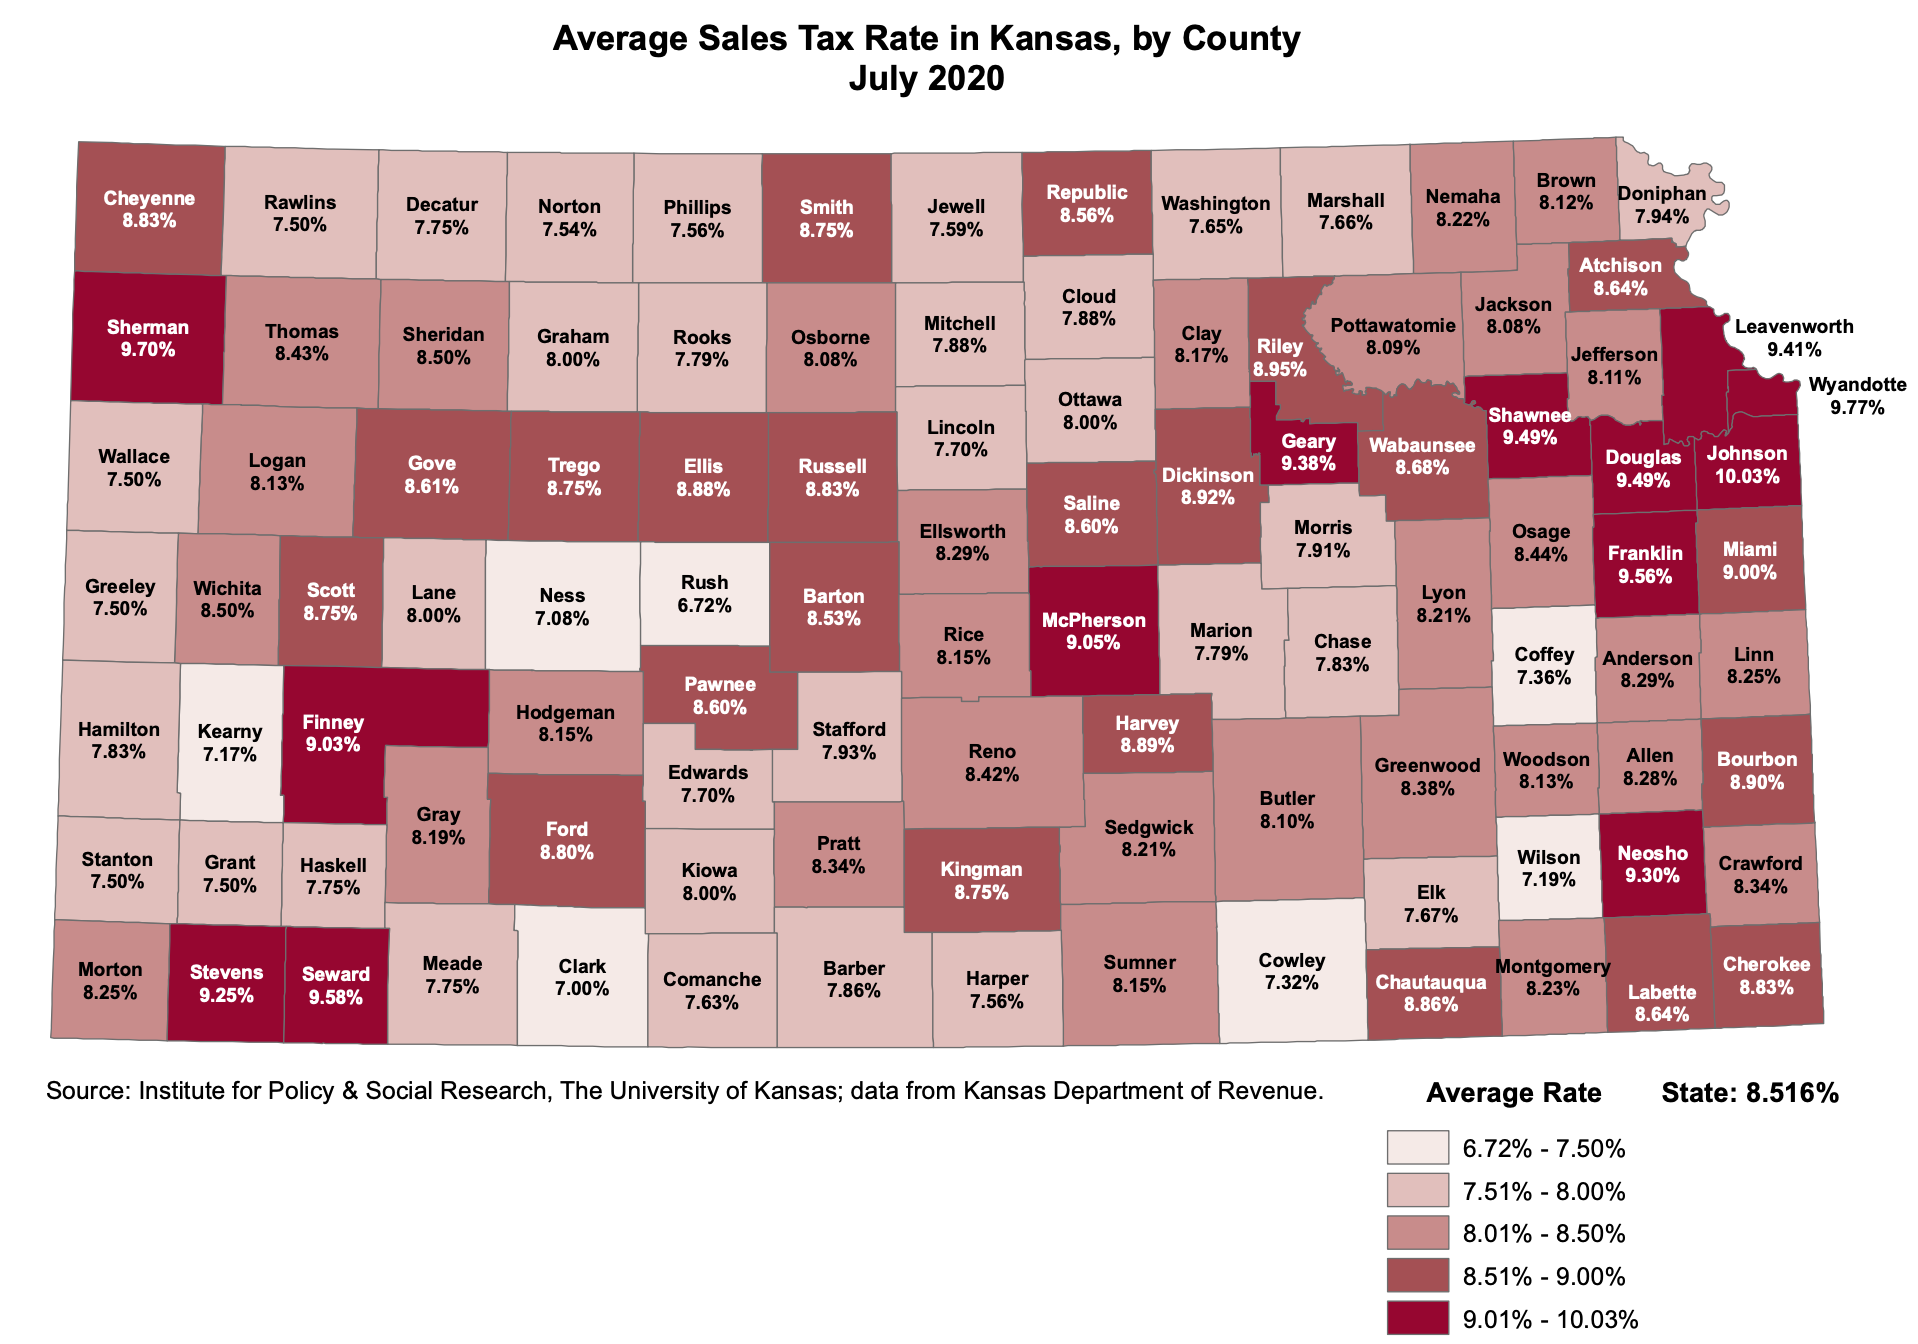 Average Sales Tax Rate in Kansas, by County
July 2020
Cheyenne
8.83%
Rawlins
7.50%
Decatur
7.75%
Norton
7.54%
Phillips
7.56%
Smith
8.75%
Jewell
7.59%
Republic
8.56%
Washington
7.65%
Marshall
7.66%
Nemaha
8.22%
Brown
8.12%
Doniphan
7.94%
Atchison
8.64%
Sherman
9.70%
Thomas
8.43%
Sheridan
8.50%
Graham
8.00%
Rooks
7.79%
Osborne
8.08%
Mitchell
7.88%
Cloud
7.88%
Clay
8.17%
Riley
8.95%
Pottawatomie
8.09%
Jackson
8.08%
Jefferson
8.11%
Leavenworth
9.41%
Wyandotte
9.77%
Wallace
7.50%
Logan
8.13%
Gove
8.61%
Trego
8.75%
Ellis
8.88%
Russell
8.83%
Lincoln
7.70%
Ottawa
8.00%
Dickinson
8.92%
Geary
9.38%
Wabaunsee
8.68%
Shawnee
9.49%
Douglas
9.49%
Johnson
10.03%
Saline
8.60%
Ellsworth
8.29%
Morris
7.91%
Osage
8.44%
Franklin
9.56%
Miami
9.00%
Greeley
7.50%
Wichita
8.50%
Scott
8.75%
Lane
8.00%
Ness
7.08%
Rush
6.72%
Barton
8.53%
Rice
8.15%
McPherson
9.05%
Marion
7.79%
Chase
7.83%
Lyon
8.21%
Coffey
7.36%
Anderson
8.29%
Linn
8.25%
Hamilton
7.83%
Kearny
7.17%
Finney
9.03%
Hodgeman
8.15%
Pawnee
8.60%
Stafford
7.93%
Edwards
7.70%
Reno
8.42%
Harvey
8.89%
Butler
8.10%
Greenwood
8.38%
Woodson
8.13%
Allen
8.28%
Bourbon
8.90%
Gray
8.19%
Ford
8.80%
Kiowa
8.00%
Pratt
8.34%
Kingman
8.75%
Sedgwick
8.21%
Stanton
7.50%
Grant
7.50%
Haskell
7.75%
Elk
7.67%
Wilson
7.19%
Neosho
9.30%
Crawford
8.34%
Morton
8.25%
Stevens
9.25%
Seward
9.58%
Meade
7.75%
Clark
7.00%
Comanche
7.63%
Barber
7.86%
Harper
7.56%
Sumner
8.15%
Cowley
7.32%
Chautauqua
8.86%
Montgomery
8.23%
Labette
8.64%
Cherokee
8.83%
Source: Institute for Policy & Social Research, The University of Kansas; data from Kansas Department of Revenue.
Average Rate
State: 8.516%
6.72% - 7.50%
7.51% - 8.00%
8.01% - 8.50%
8.51% - 9.00%
9.01% - 10.03%